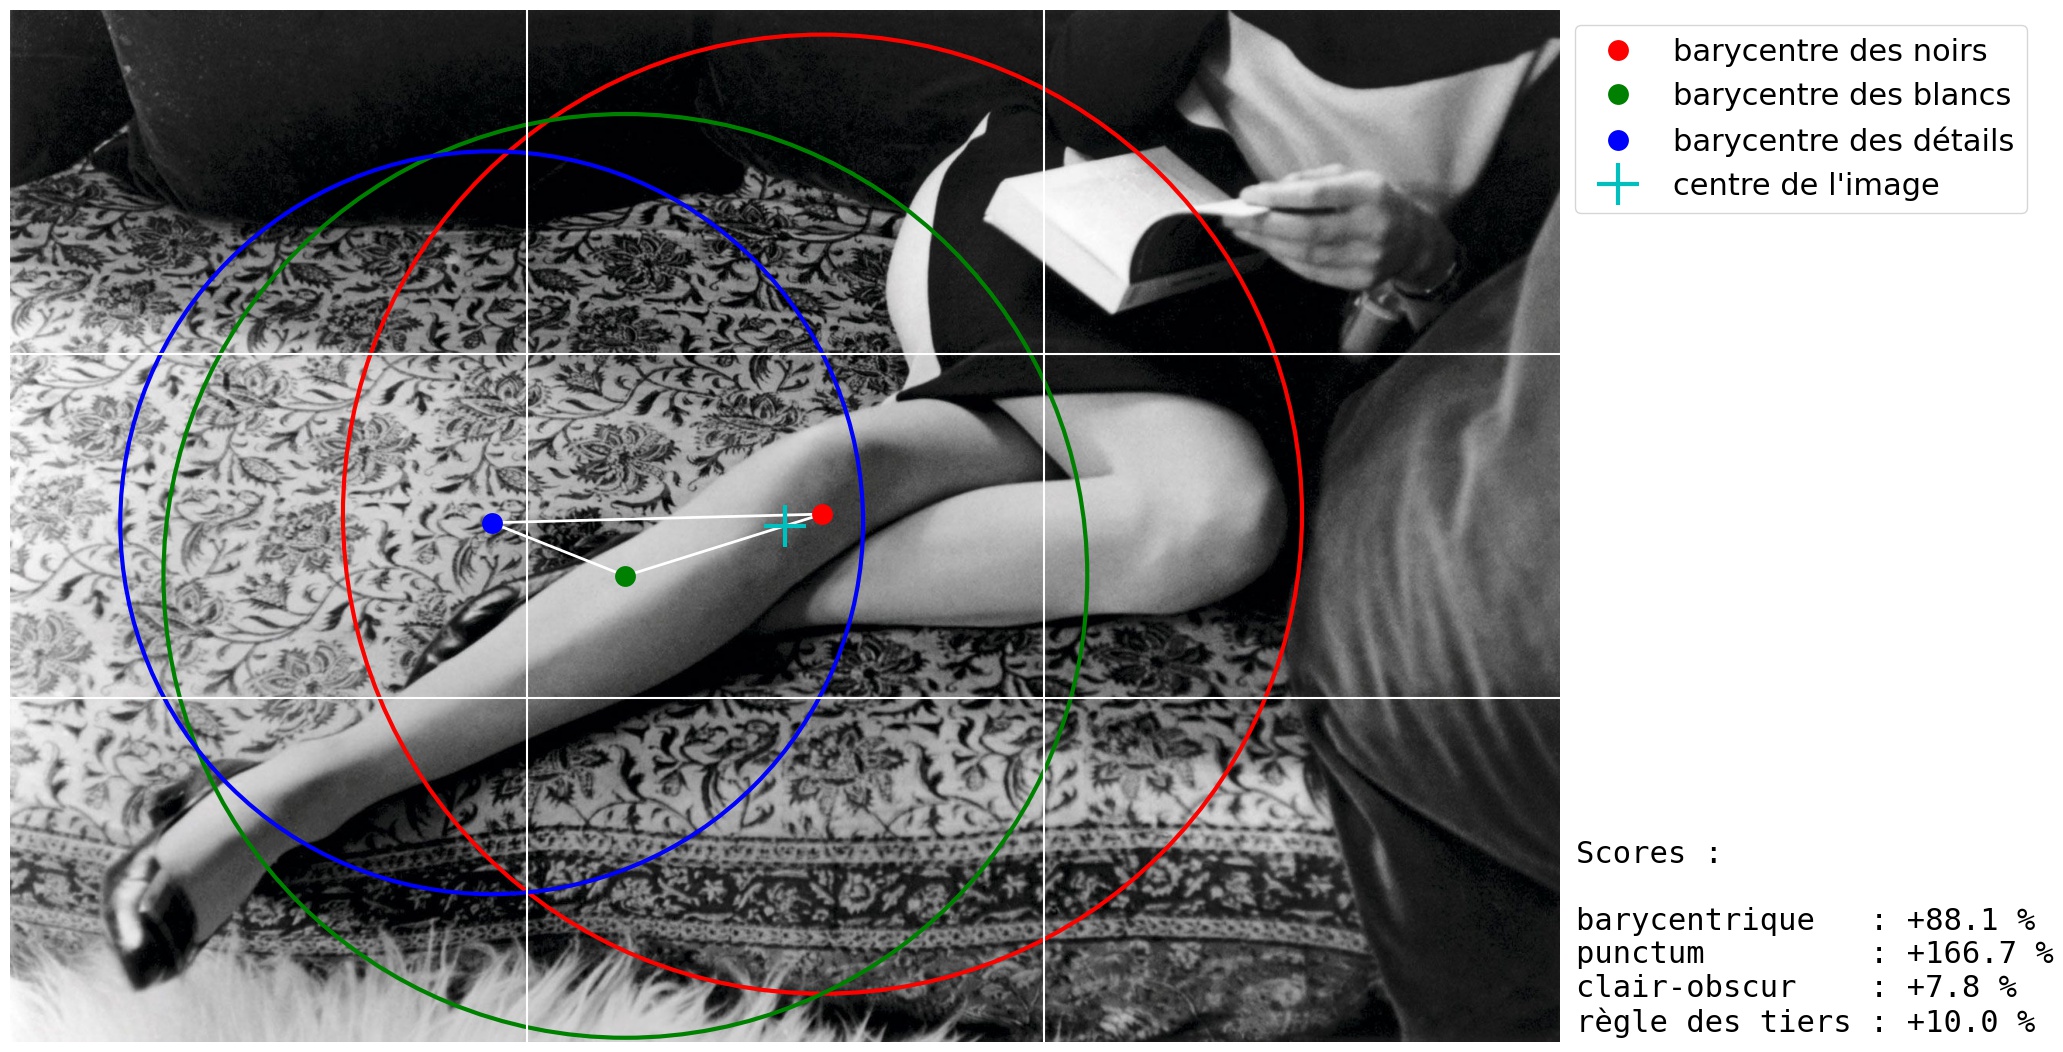 barycentre des noirs
barycentre des blancs
barycentre des détails
centre de l'image
Scores :
barycentrique   : +88.1 %
punctum         : +166.7 %
clair-obscur    : +7.8 %
règle des tiers : +10.0 %